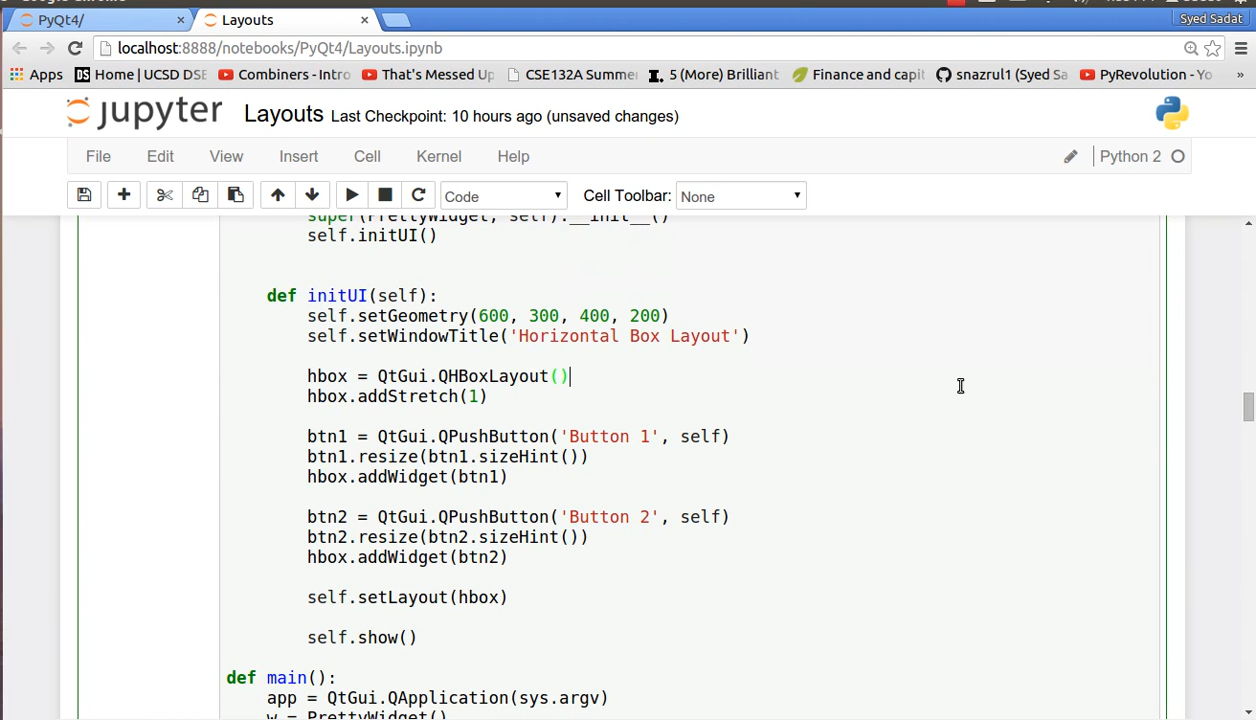 Syed Sadat
PyQt4/
Layouts
localhost:8888/notebooks/PyQt4/Layouts.ipynb
Apps Home | UCSD DSE Combiners - Intro That's Messed Up CSE132A Summer 5 (More) Brilliant Finance and capit snazrul1 (Syed Sa PyRevolution - Yo »
jupyter Layouts Last Checkpoint: 10 hours ago (unsaved changes)
File Edit View Insert Cell Kernel Help Python 2
Code Cell Toolbar: None
super(PrettyWidget, self).__init__()
self.initUI()
def initUI(self):
self.setGeometry(600, 300, 400, 200)
self.setWindowTitle('Horizontal Box Layout')
hbox = QtGui.QHBoxLayout()
hbox.addStretch(1)
btn1 = QtGui.QPushButton('Button 1', self)
btn1.resize(btn1.sizeHint())
hbox.addWidget(btn1)
btn2 = QtGui.QPushButton('Button 2', self)
btn2.resize(btn2.sizeHint())
hbox.addWidget(btn2)
self.setLayout(hbox)
self.show()
def main():
app = QtGui.QApplication(sys.argv)
w = PrettyWidget()